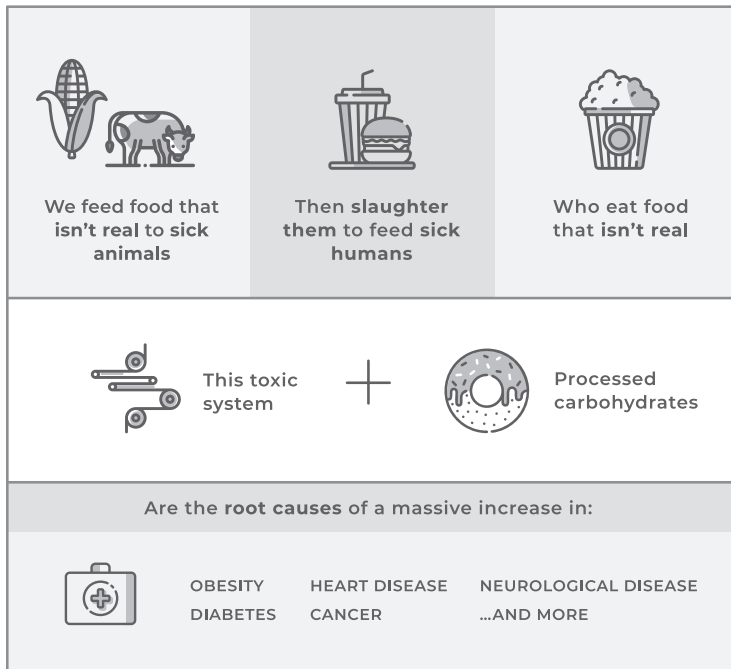 We feed food that
isn’t real to sick
animals
Then slaughter
them to feed sick
humans
Who eat food
that isn’t real
This toxic
system
Processed
carbohydrates
Are the root causes of a massive increase in:
OBESITY
DIABETES
HEART DISEASE
CANCER
NEUROLOGICAL DISEASE
...AND MORE